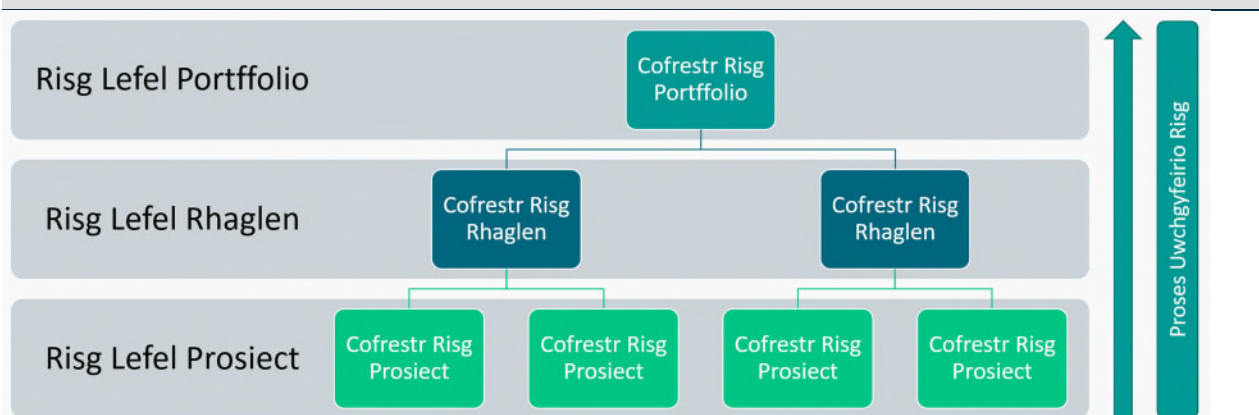 Risg Lefel Portffolio
Cofrestr Risg
Portffolio
Risg Lefel Rhaglen
Cofrestr Risg
Rhaglen
Cofrestr Risg
Rhaglen
Risg Lefel Prosiect
Cofrestr Risg
Prosiect
Cofrestr Risg
Prosiect
Cofrestr Risg
Prosiect
Cofrestr Risg
Prosiect
Proses Uwchgyfeirio Risg